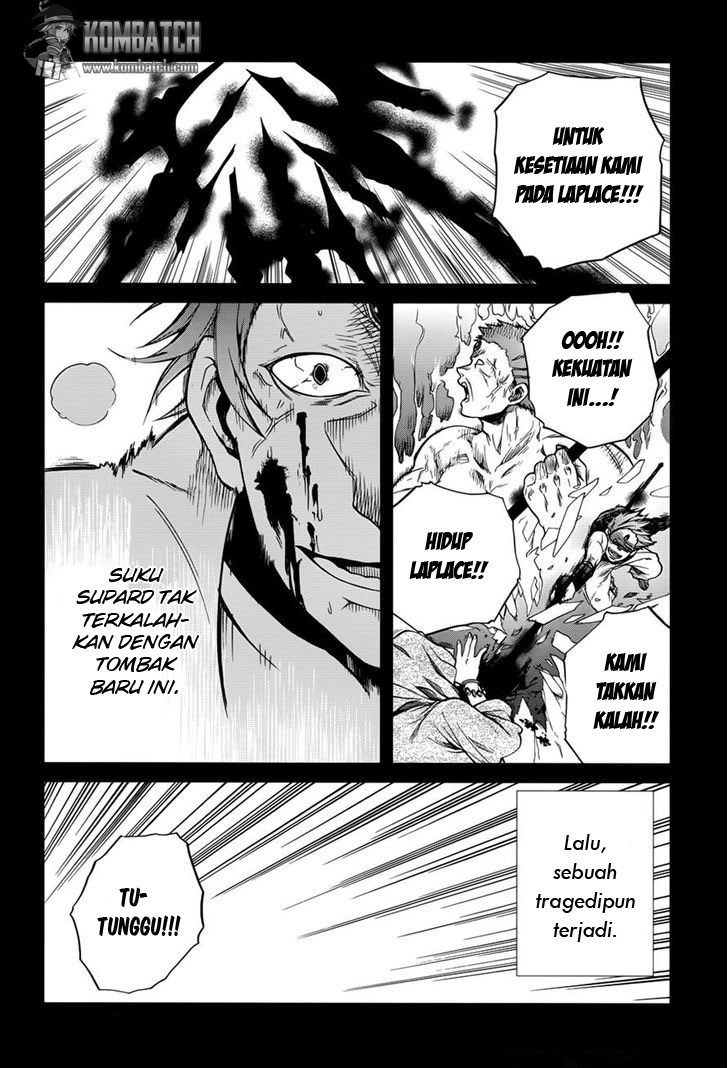 KOMBATCH
www.kombatch.com
UNTUK
KESETIAAN KAMI
PADA LAPLACE!!!
OOOH!!
KEKUATAN
INI...!
HIDUP
LAPLACE!!
KAMI
TAKKAN
KALAH!!
SUKU
SUPARD TAK
TERKALAH-
KAN DENGAN
TOMBAK
BARU INI.
Lalu,
sebuah
tragedipun
terjadi.
TU-
TUNGGU!!!